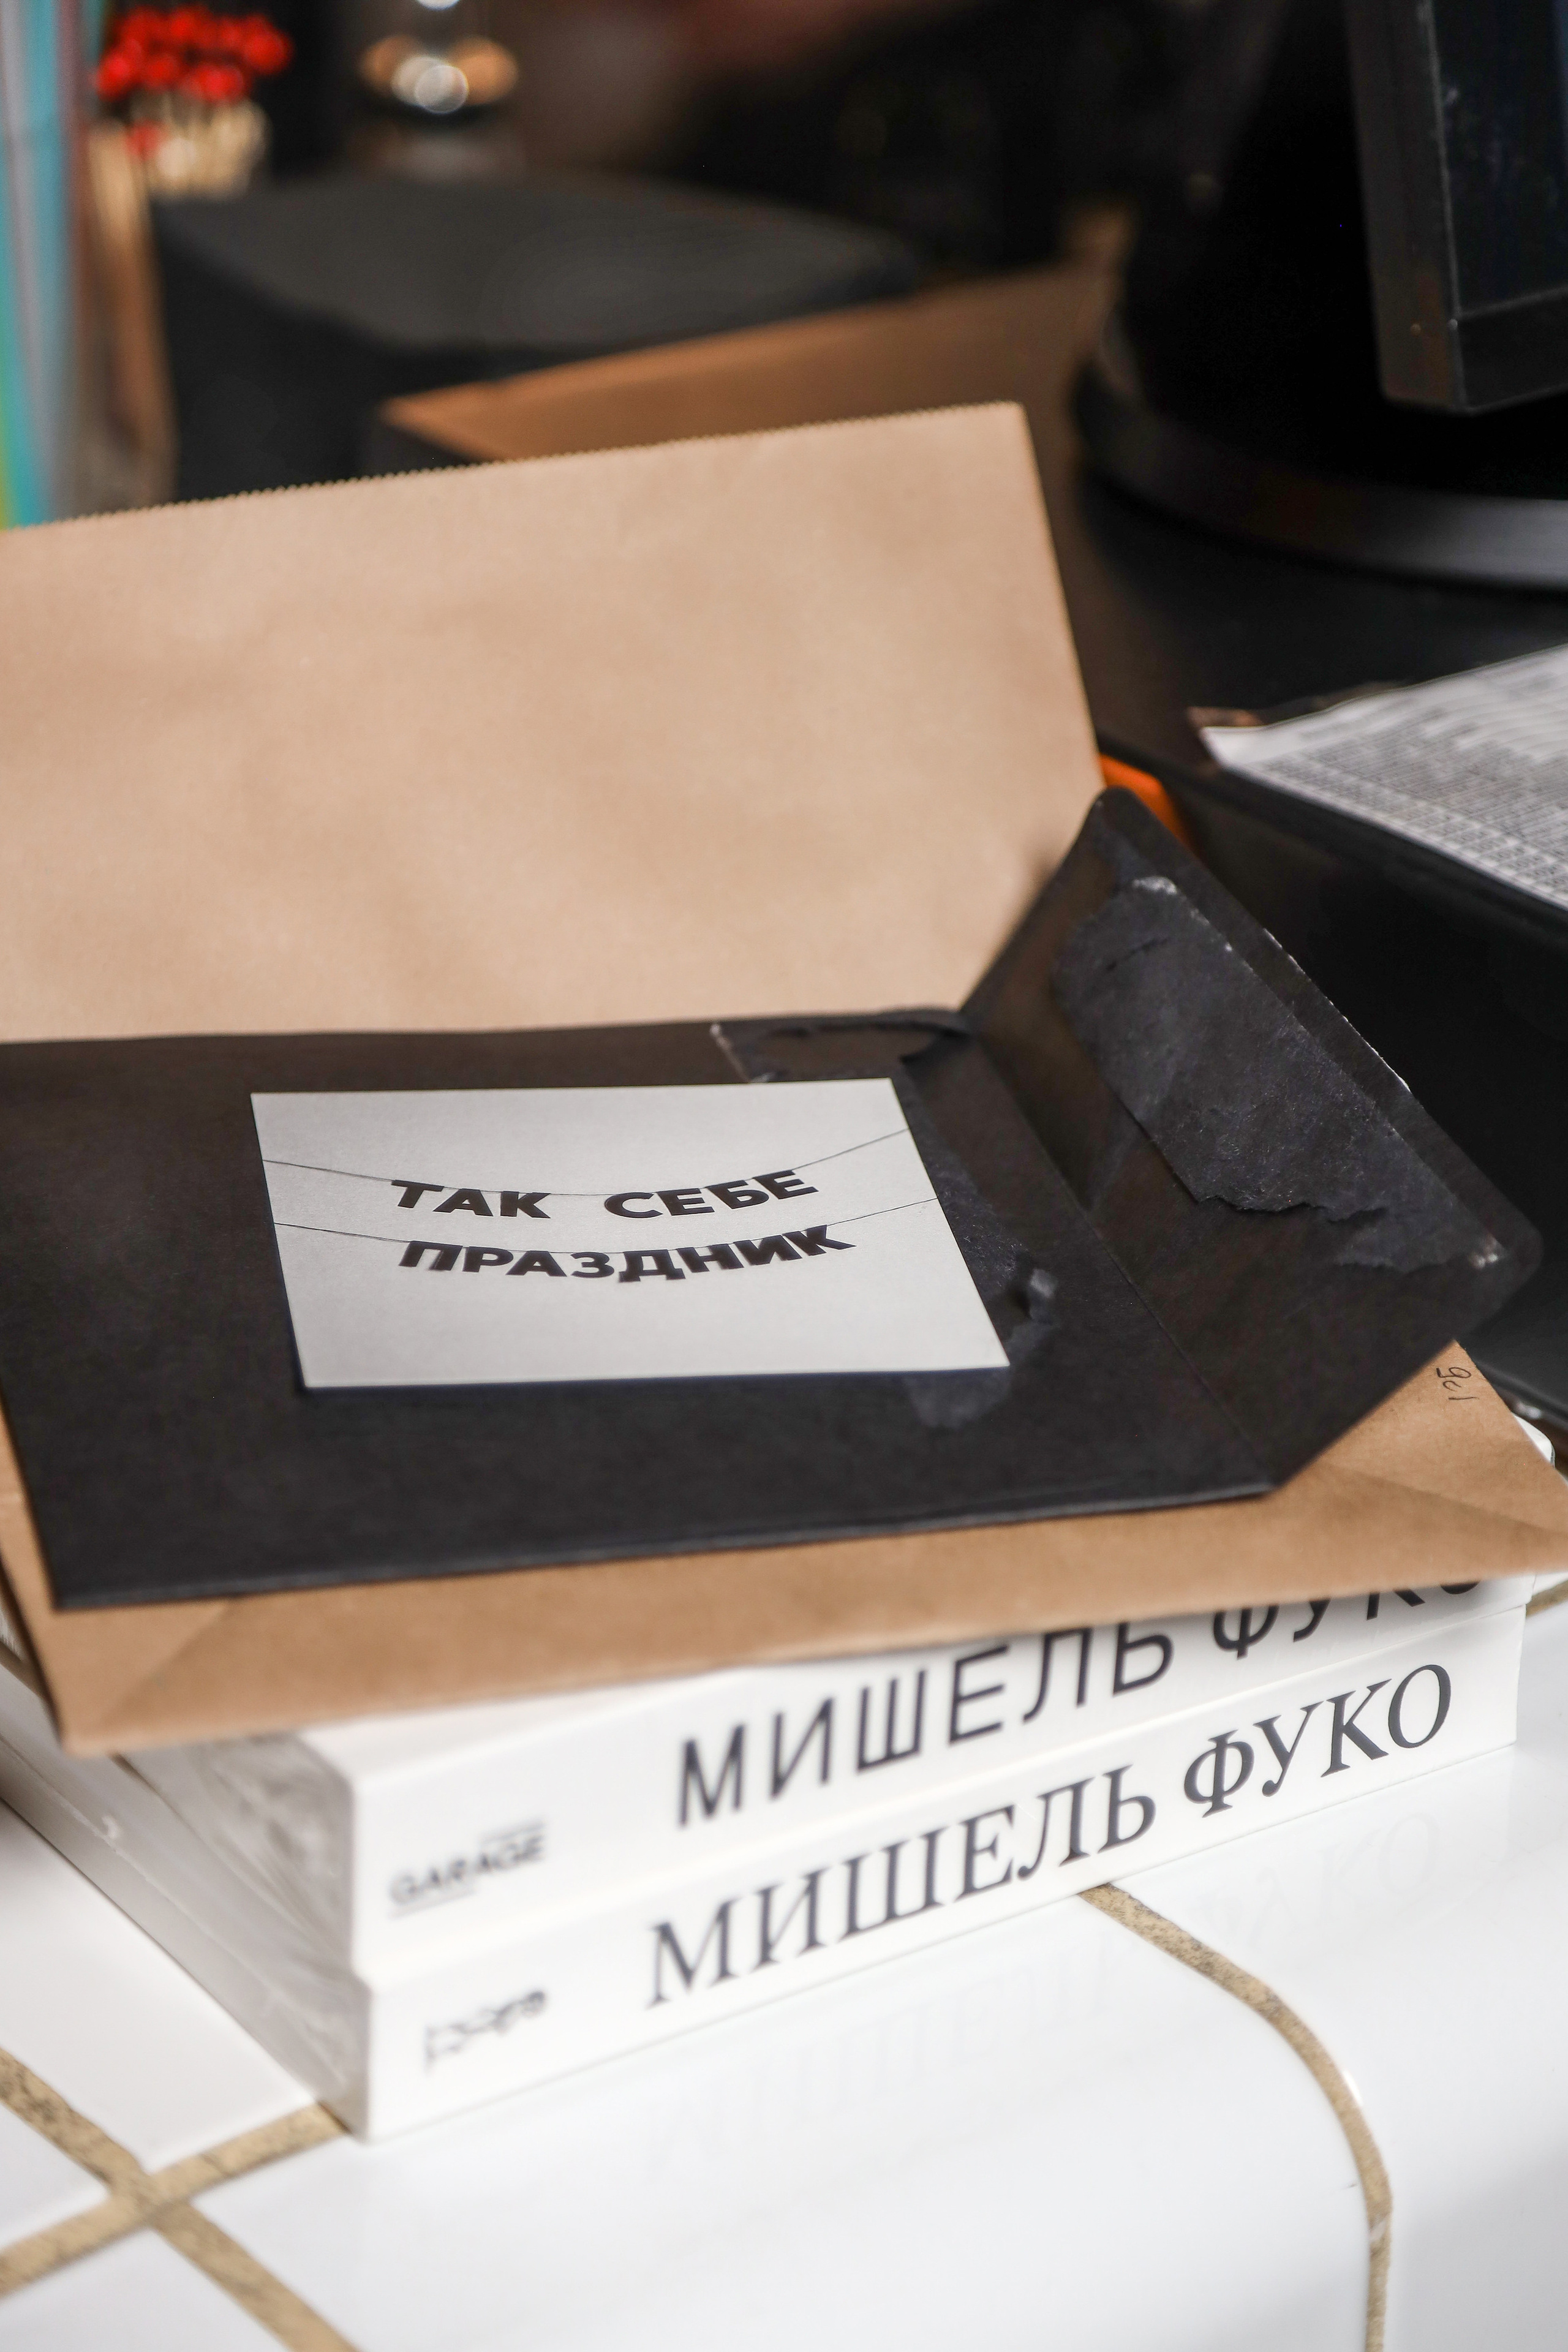 ТАК СЕБЕ
ПРАЗДНИК
МИШЕЛЬ ФУКО
GARAGE
МИШЕЛЬ ФУКО